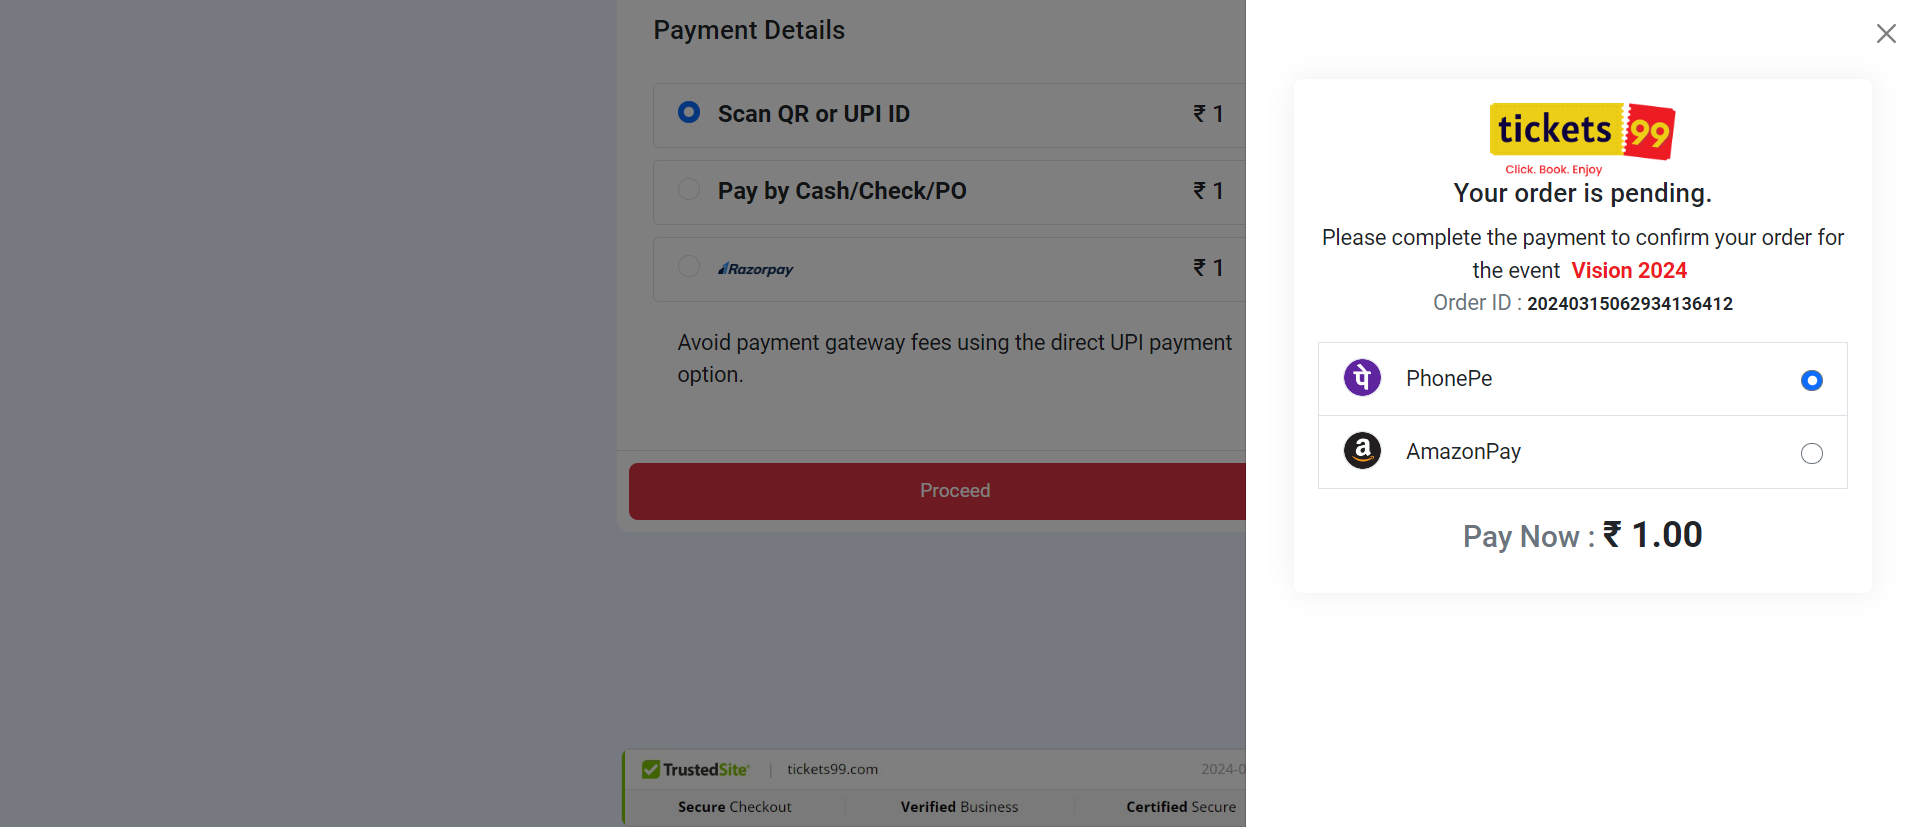 Payment Details
Scan QR or UPI ID ₹ 1
Pay by Cash/Check/PO ₹ 1
Razorpay ₹ 1
Avoid payment gateway fees using the direct UPI payment
option.
Proceed
TrustedSite | tickets99.com 2024-0
Secure Checkout Verified Business Certified Secure
tickets 99
Click. Book. Enjoy
Your order is pending.
Please complete the payment to confirm your order for
the event Vision 2024
Order ID : 20240315062934136412
पे PhonePe
a AmazonPay
Pay Now : ₹ 1.00